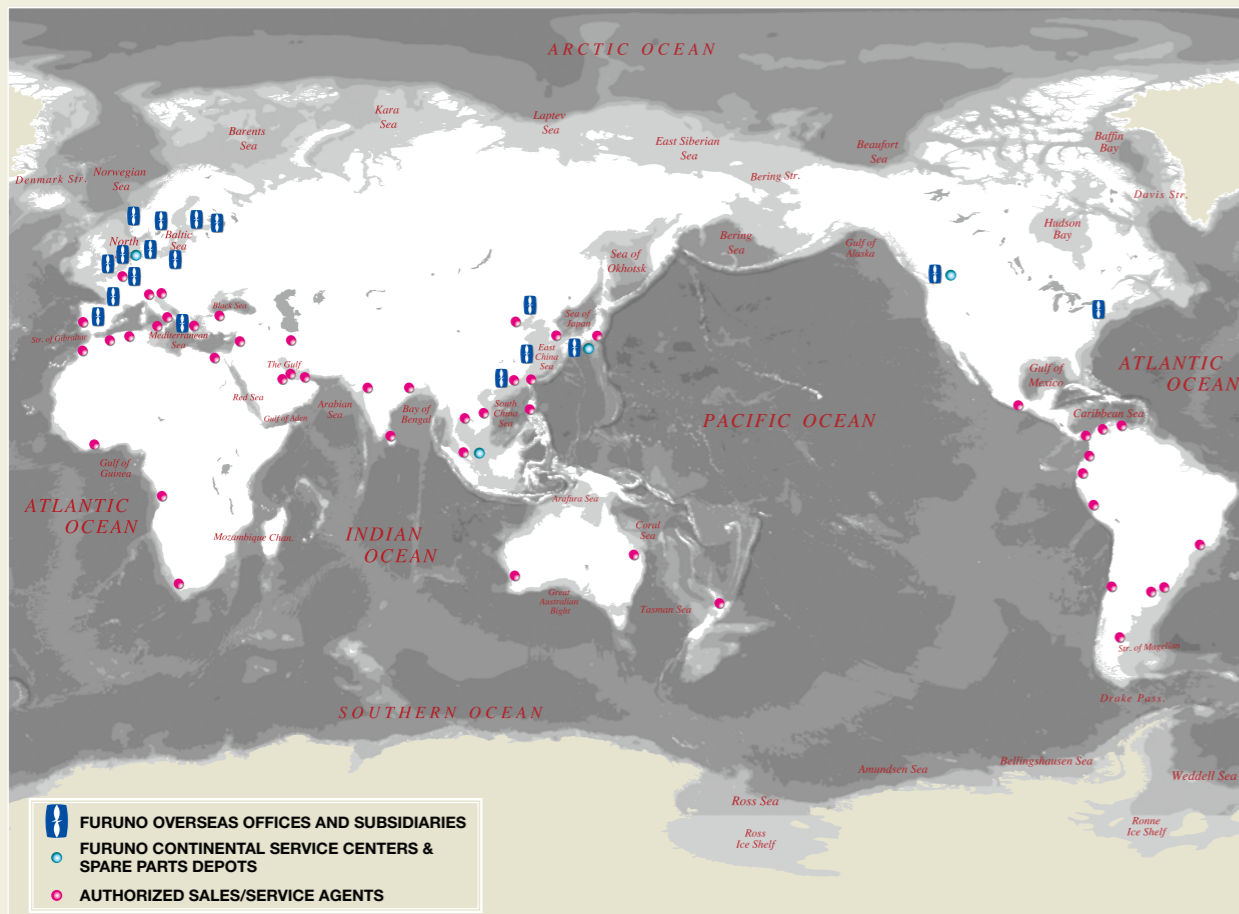 ARCTIC OCEAN
Kara
Sea
Laptev
Sea
Barents
Sea
East Siberian
Sea
Beaufort
Sea
Baffin
Bay
Norwegian
Sea
Denmark Str.
Bering Str.
Davis Str.
Hudson
Bay
North
Baltic
Sea
Bering
Sea
Gulf of
Alaska
Sea of
Okhotsk
Black Sea
Str. of Gibraltar
Mediterranean
Sea
Sea of
Japan
East
China
Sea
The Gulf
Red Sea
Gulf of Aden
Arabian
Sea
Bay of
Bengal
South
China
Sea
PACIFIC OCEAN
Gulf of
Mexico
ATLANTIC
OCEAN
Caribbean Sea
Gulf of
Guinea
ATLANTIC
OCEAN
Mozambique Chan.
INDIAN
OCEAN
Arafura Sea
Coral
Sea
Great
Australian
Bight
Tasman Sea
Str. of Magellan
Drake Pass.
SOUTHERN OCEAN
Amundsen Sea
Bellingshausen Sea
Weddell Sea
Ross Sea
Ross
Ice Shelf
Ronne
Ice Shelf
FURUNO OVERSEAS OFFICES AND SUBSIDIARIES
FURUNO CONTINENTAL SERVICE CENTERS &
SPARE PARTS DEPOTS
AUTHORIZED SALES/SERVICE AGENTS